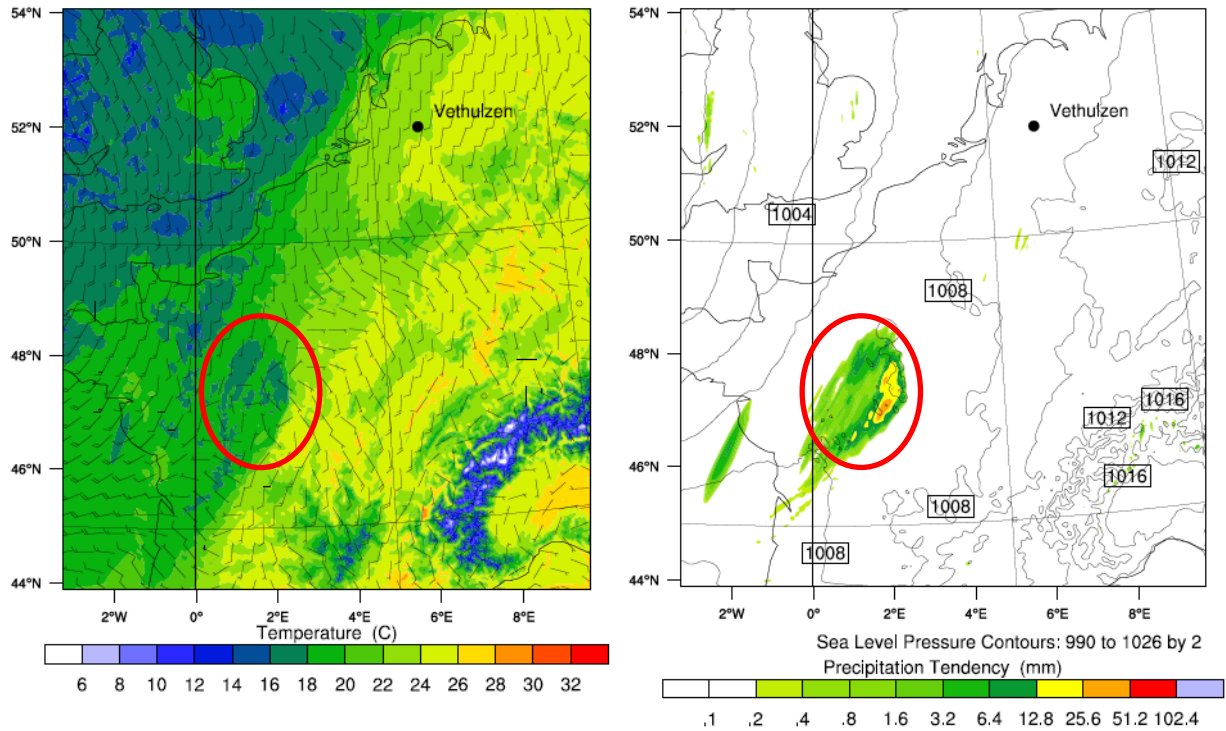 54°N
52°N
50°N
48°N
46°N
44°N
Vethulzen
2°W 0° 2°E 4°E 6°E 8°E
Temperature (C)
6 8 10 12 14 16 18 20 22 24 26 28 30 32
54°N
52°N
50°N
48°N
46°N
44°N
Vethulzen
1012
1004
1008
1016
1012
1016
1008
1008
2°W 0° 2°E 4°E 6°E 8°E
Sea Level Pressure Contours: 990 to 1026 by 2
Precipitation Tendency (mm)
.1 .2 .4 .8 1.6 3.2 6.4 12.8 25.6 51.2 102.4